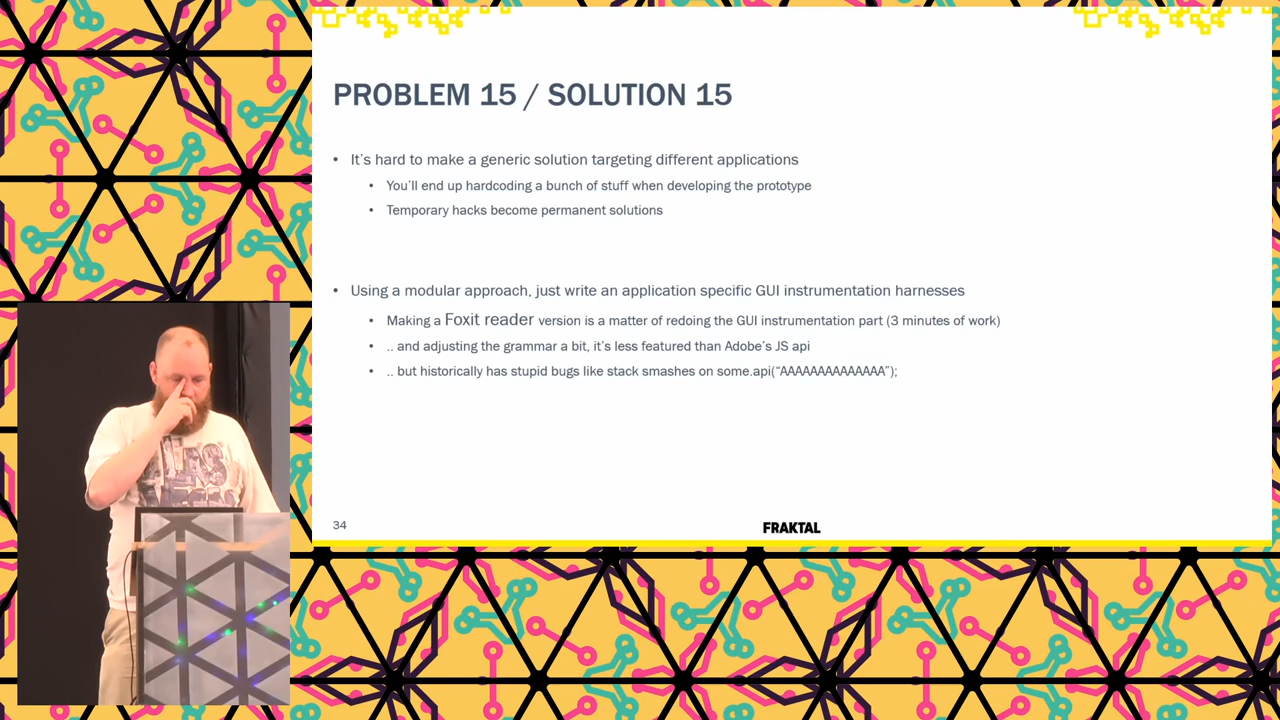 PROBLEM 15 / SOLUTION 15
• It's hard to make a generic solution targeting different applications
• You'll end up hardcoding a bunch of stuff when developing the prototype
• Temporary hacks become permanent solutions
• Using a modular approach, just write an application specific GUI instrumentation harnesses
• Making a Foxit reader version is a matter of redoing the GUI instrumentation part (3 minutes of work)
• .. and adjusting the grammar a bit, it's less featured than Adobe's JS api
• .. but historically has stupid bugs like stack smashes on some.api("AAAAAAAAAAAAAA");
34
FRAKTAL